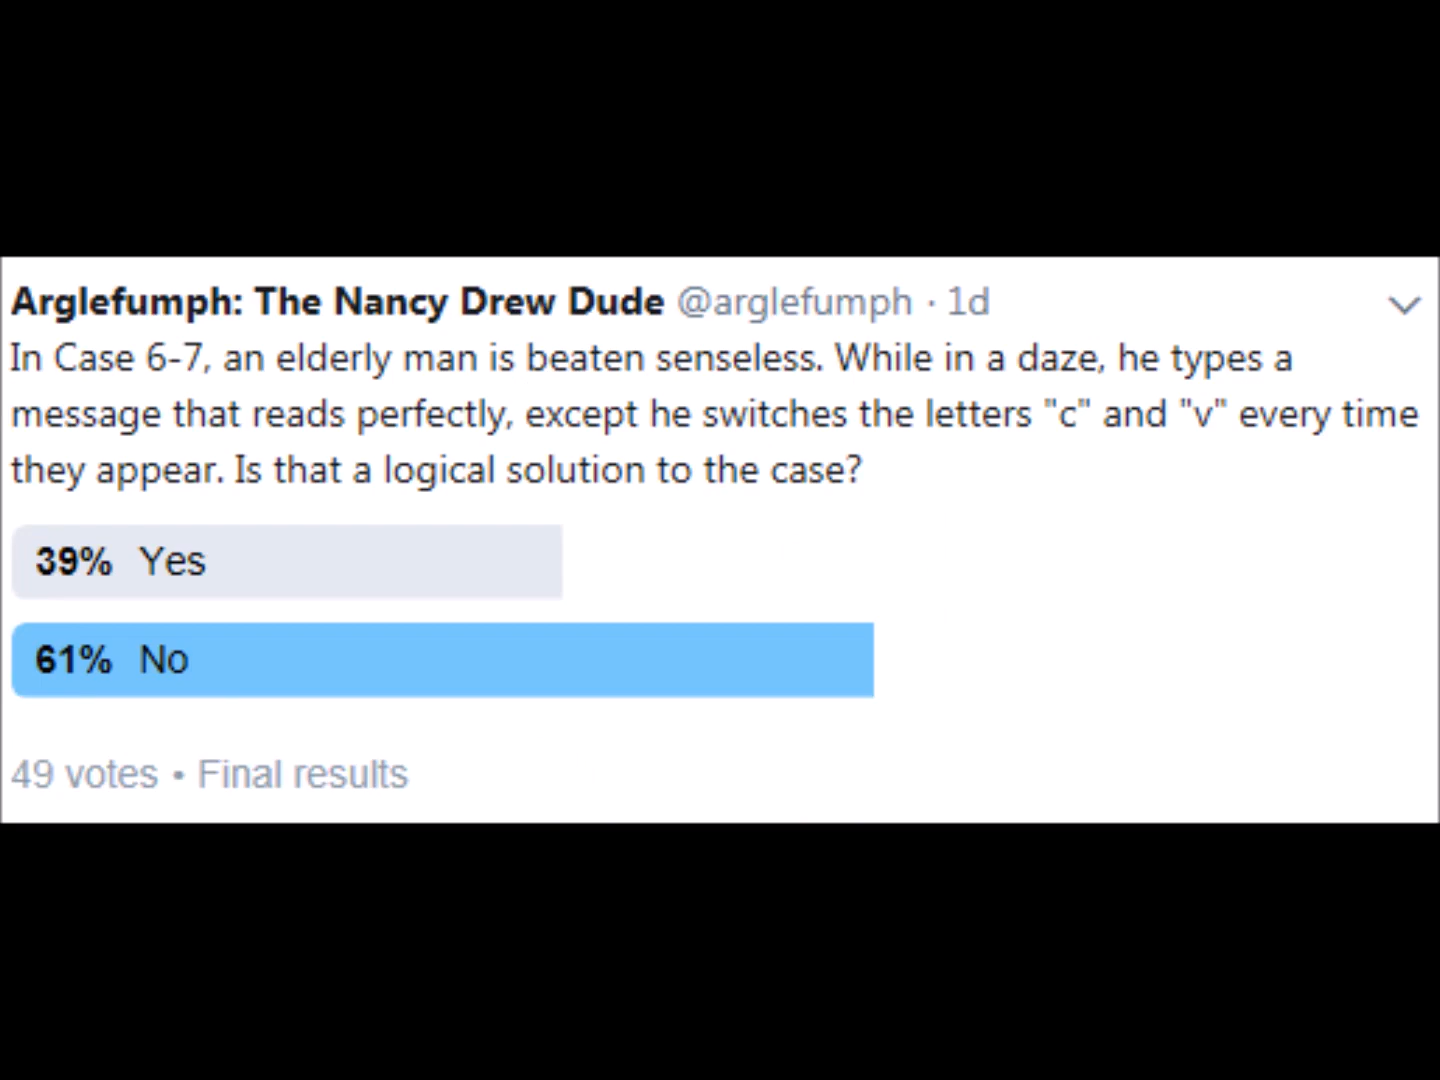 Arglefumph: The Nancy Drew Dude @arglefumph · 1d
In Case 6-7, an elderly man is beaten senseless. While in a daze, he types a
message that reads perfectly, except he switches the letters "c" and "v" every time
they appear. Is that a logical solution to the case?
39% Yes
61% No
49 votes • Final results